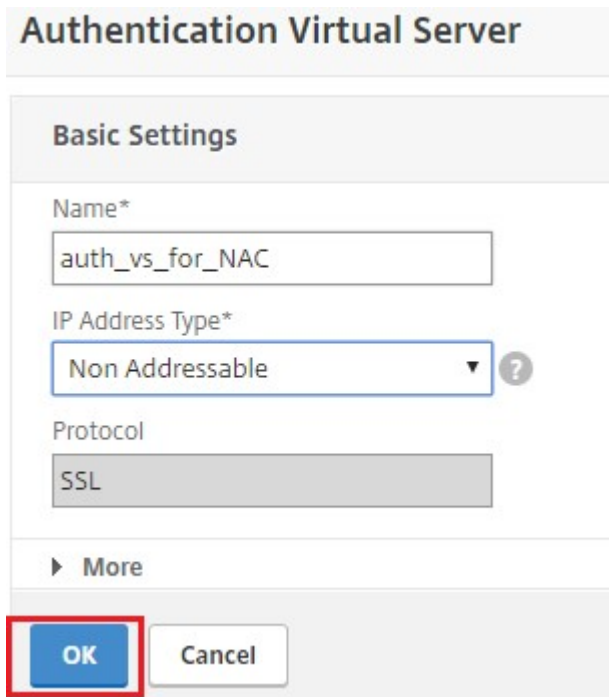 Authentication Virtual Server
Basic Settings
Name*
auth_vs_for_NAC
IP Address Type*
Non Addressable
?
Protocol
SSL
More
OK
Cancel